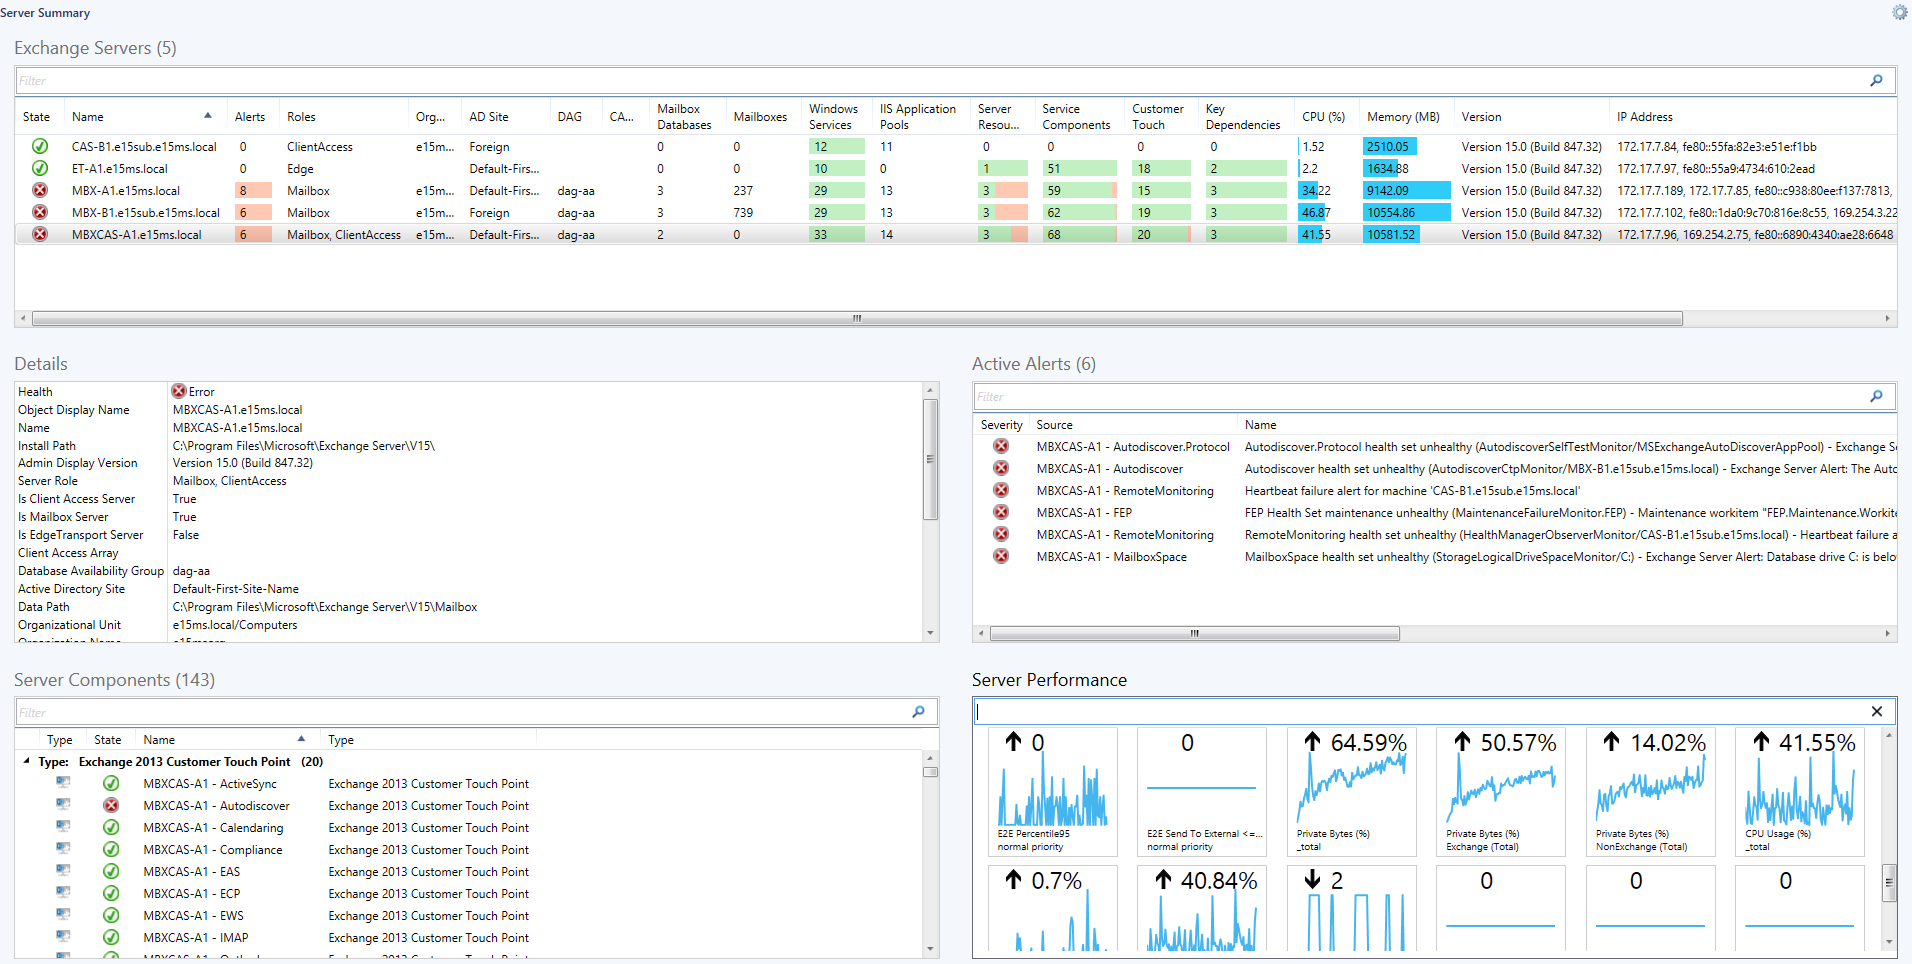 Server Summary
Exchange Servers (5)
Filter
State Name Alerts Roles Org... AD Site DAG CA... Mailbox Databases Mailboxes Windows Services IIS Application Pools Server Resou... Service Components Customer Touch Key Dependencies CPU (%) Memory (MB) Version IP Address
CAS-B1.e15sub.e15ms.local 0 ClientAccess e15m... Foreign 0 0 12 11 0 0 0 0 1.52 2510.05 Version 15.0 (Build 847.32) 172.17.7.84, fe80::55fa:82e3:e51e:f1bb
ET-A1.e15ms.local 0 Edge Default-Firs... 10 0 1 51 18 2 2.2 1634.88 Version 15.0 (Build 847.32) 172.17.7.97, fe80::55a9:4734:610:2ead
MBX-A1.e15ms.local 8 Mailbox e15m... Default-Firs... dag-aa 3 237 29 13 3 59 15 3 34.22 9142.09 Version 15.0 (Build 847.32) 172.17.7.189, 172.17.7.85, fe80::c938:80ee:f137:7813,
MBX-B1.e15sub.e15ms.local 6 Mailbox e15m... Foreign dag-aa 3 739 29 13 3 62 19 3 46.87 10554.86 Version 15.0 (Build 847.32) 172.17.7.102, fe80::1da0:9c70:816e:8c55, 169.254.3.22
MBXCAS-A1.e15ms.local 6 Mailbox, ClientAccess e15m... Default-Firs... dag-aa 2 0 33 14 3 68 20 3 41.55 10581.52 Version 15.0 (Build 847.32) 172.17.7.96, 169.254.2.75, fe80::6890:4340:ae28:6648
Details
Health Error
Object Display Name MBXCAS-A1.e15ms.local
Name MBXCAS-A1.e15ms.local
Install Path C:\Program Files\Microsoft\Exchange Server\V15\
Admin Display Version Version 15.0 (Build 847.32)
Server Role Mailbox, ClientAccess
Is Client Access Server True
Is Mailbox Server True
Is EdgeTransport Server False
Client Access Array
Database Availability Group dag-aa
Active Directory Site Default-First-Site-Name
Data Path C:\Program Files\Microsoft\Exchange Server\V15\Mailbox
Organizational Unit e15ms.local/Computers
Active Alerts (6)
Filter
Severity Source Name
MBXCAS-A1 - Autodiscover.Protocol Autodiscover.Protocol health set unhealthy (AutodiscoverSelfTestMonitor/MSExchangeAutoDiscoverAppPool) - Exchange Se
MBXCAS-A1 - Autodiscover Autodiscover health set unhealthy (AutodiscoverCtpMonitor/MBX-B1.e15sub.e15ms.local) - Exchange Server Alert: The Auto
MBXCAS-A1 - RemoteMonitoring Heartbeat failure alert for machine 'CAS-B1.e15sub.e15ms.local'
MBXCAS-A1 - FEP FEP Health Set maintenance unhealthy (MaintenanceFailureMonitor.FEP) - Maintenance workitem "FEP.Maintenance.Workite
MBXCAS-A1 - RemoteMonitoring RemoteMonitoring health set unhealthy (HealthManagerObserverMonitor/CAS-B1.e15sub.e15ms.local) - Heartbeat failure a
MBXCAS-A1 - MailboxSpace MailboxSpace health set unhealthy (StorageLogicalDriveSpaceMonitor/C:) - Exchange Server Alert: Database drive C: is belo
Server Components (143)
Filter
Type State Name Type
Type: Exchange 2013 Customer Touch Point (20)
MBXCAS-A1 - ActiveSync Exchange 2013 Customer Touch Point
MBXCAS-A1 - Autodiscover Exchange 2013 Customer Touch Point
MBXCAS-A1 - Calendaring Exchange 2013 Customer Touch Point
MBXCAS-A1 - Compliance Exchange 2013 Customer Touch Point
MBXCAS-A1 - EAS Exchange 2013 Customer Touch Point
MBXCAS-A1 - ECP Exchange 2013 Customer Touch Point
MBXCAS-A1 - EWS Exchange 2013 Customer Touch Point
MBXCAS-A1 - IMAP Exchange 2013 Customer Touch Point
Server Performance
0 0 64.59% 50.57% 14.02% 41.55%
E2E Percentile95 E2E Send To External <=... Private Bytes (%) Private Bytes (%) Private Bytes (%) CPU Usage (%)
normal priority normal priority _total Exchange (Total) NonExchange (Total) _total
0.7% 40.84% 2 0 0 0